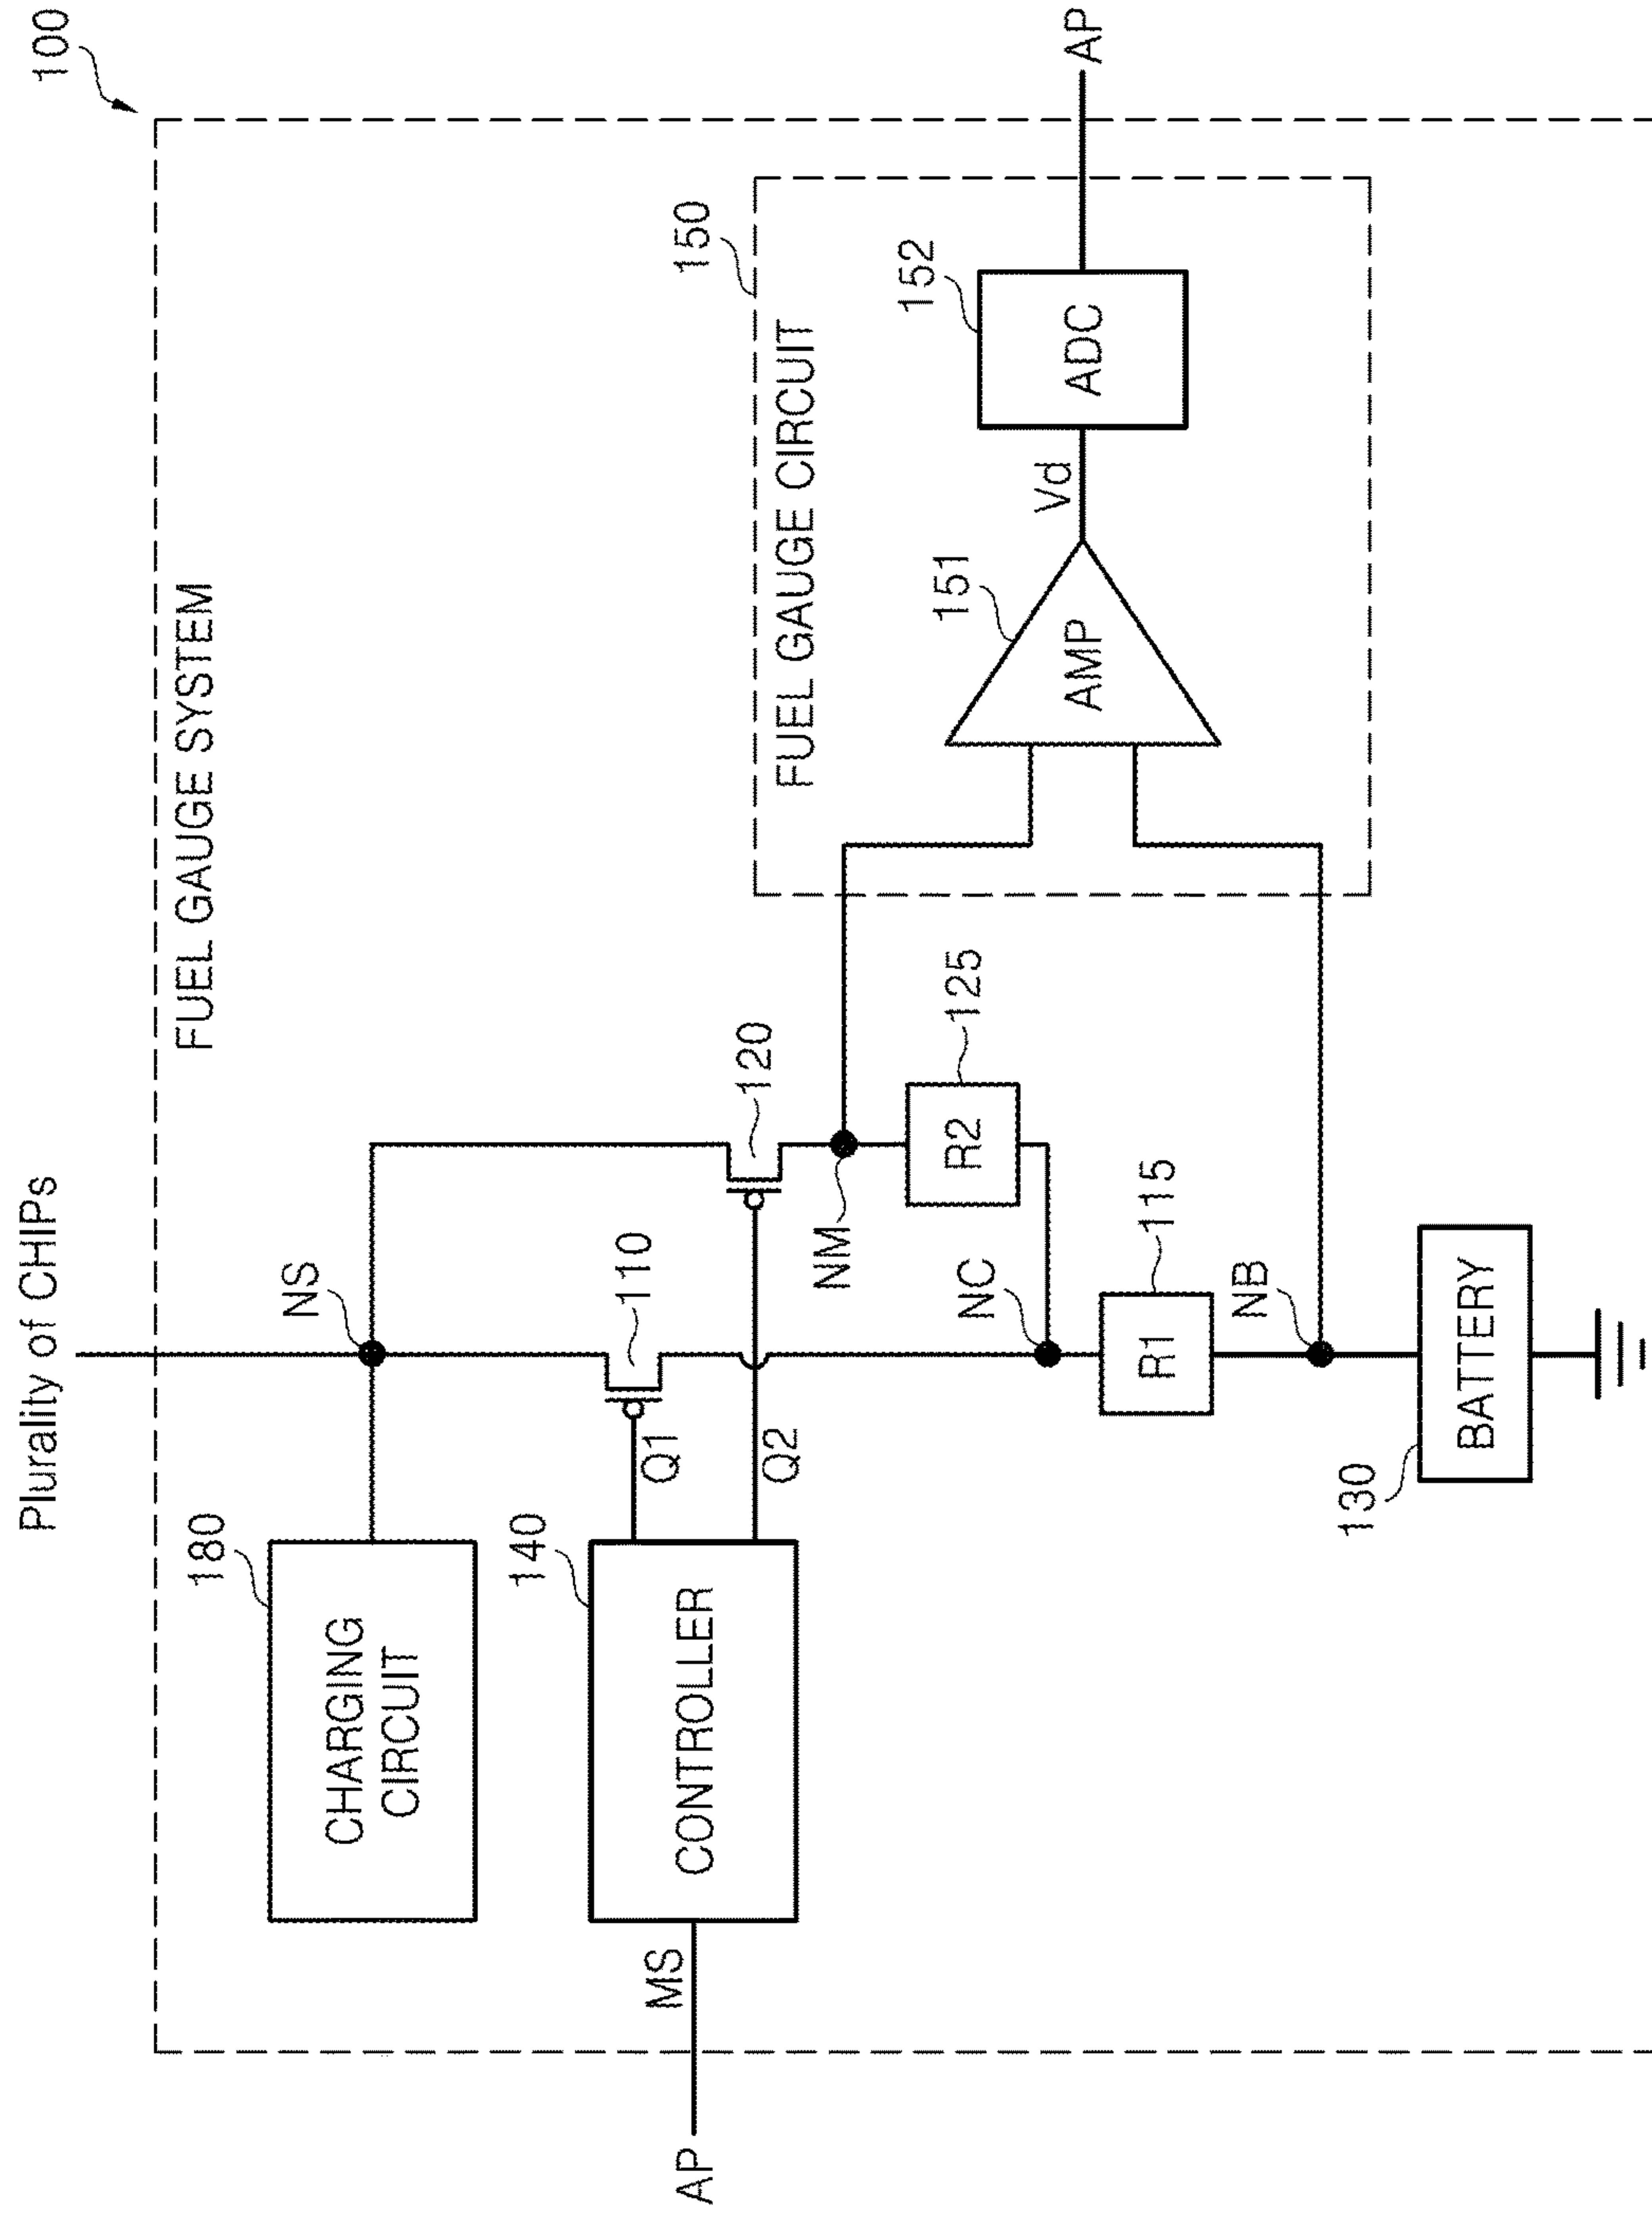 100
Plurality of CHIPs
FUEL GAUGE SYSTEM
180
CHARGING
CIRCUIT
NS
AP
MS
140
CONTROLLER
Q1
Q2
110
120
NM
NC
R2
125
R1
115
NB
130
BATTERY
150
FUEL GAUGE CIRCUIT
151
AMP
Vd
152
ADC
AP